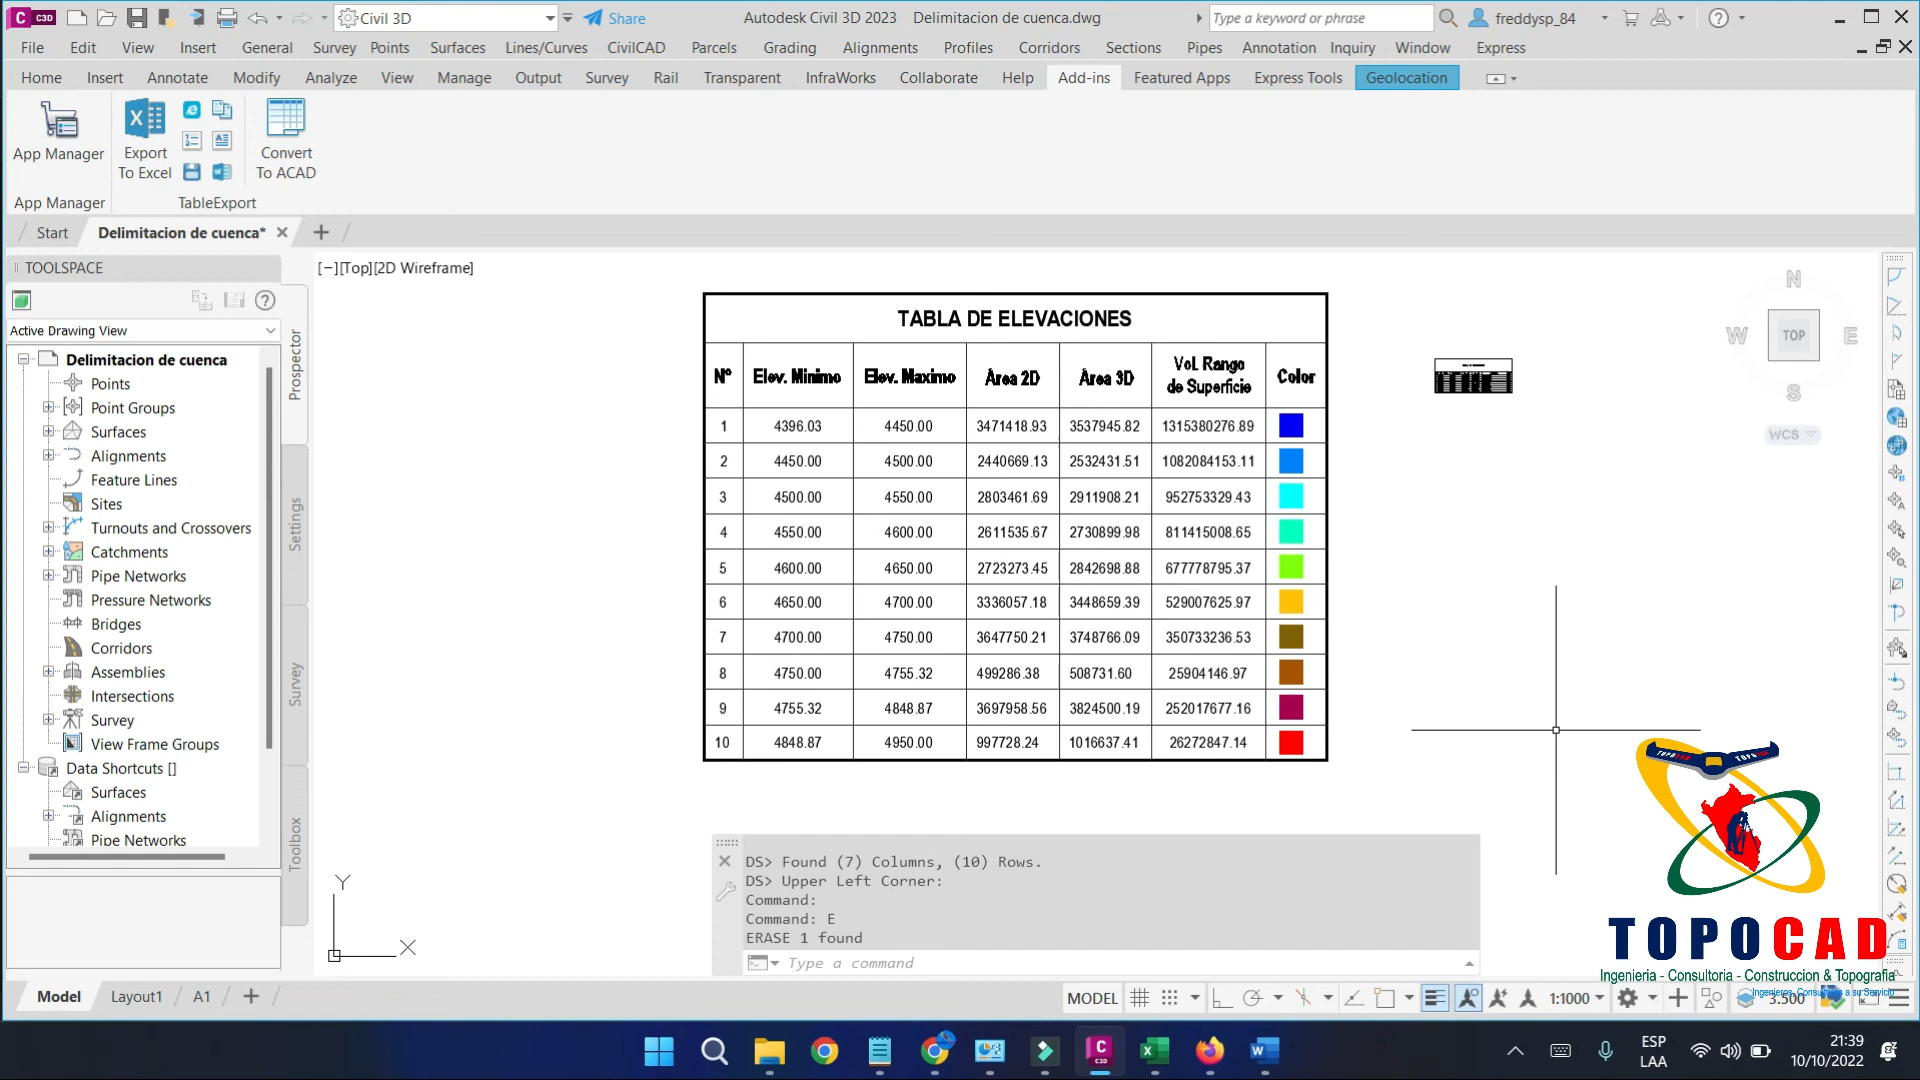 C3D
Civil 3D
Share
Autodesk Civil 3D 2023 Delimitacion de cuenca.dwg
Type a keyword or phrase
freddysp_84
File Edit View Insert General Survey Points Surfaces Lines/Curves CivilCAD Parcels Grading Alignments Profiles Corridors Sections Pipes Annotation Inquiry Window Express
Home Insert Annotate Modify Analyze View Manage Output Survey Rail Transparent InfraWorks Collaborate Help Add-ins Featured Apps Express Tools Geolocation
App Manager
Export
To Excel
Convert
To ACAD
App Manager
TableExport
Start Delimitacion de cuenca*
TOOLSPACE
Active Drawing View
Delimitacion de cuenca
Points
Point Groups
Surfaces
Alignments
Feature Lines
Sites
Turnouts and Crossovers
Catchments
Pipe Networks
Pressure Networks
Bridges
Corridors
Assemblies
Intersections
Survey
View Frame Groups
Data Shortcuts []
Surfaces
Alignments
Pipe Networks
Prospector
Settings
Survey
Toolbox
[−][Top][2D Wireframe]
TABLA DE ELEVACIONES
Nº Elev. Minimo Elev. Maximo Area 2D Area 3D Vol. Rango de Superficie Color
1 4396.03 4450.00 3471418.93 3537945.82 1315380276.89
2 4450.00 4500.00 2440669.13 2532431.51 1082084153.11
3 4500.00 4550.00 2803461.69 2911908.21 952753329.43
4 4550.00 4600.00 2611535.67 2730899.98 811415008.65
5 4600.00 4650.00 2723273.45 2842698.88 677778795.37
6 4650.00 4700.00 3336057.18 3448659.39 529007625.97
7 4700.00 4750.00 3647750.21 3748766.09 350733236.53
8 4750.00 4755.32 499286.38 508731.60 25904146.97
9 4755.32 4848.87 3697958.56 3824500.19 252017677.16
10 4848.87 4950.00 997728.24 1016637.41 26272847.14
N
W TOP E
S
WCS
Y
X
DS> Found (7) Columns, (10) Rows.
DS> Upper Left Corner:
Command:
Command: E
ERASE 1 found
Type a command
TOPOCAD TOPOCAD
TOPOCAD
Ingenieria - Consultoria - Construccion & Topografia
Model Layout1 A1
MODEL 1:1000 3.500
ESP
LAA
21:39
10/10/2022